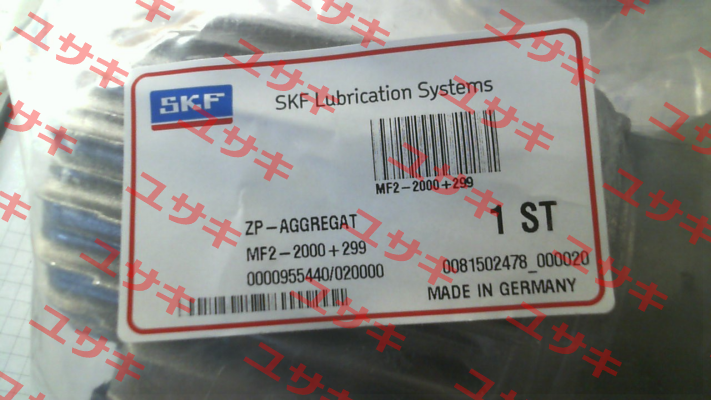 SKF
SKF Lubrication Systems
MF2-2000+299
ZP-AGGREGAT
1 ST
MF2-2000+299
0000955440/020000
0081502478_000020
MADE IN GERMANY
ユサキ